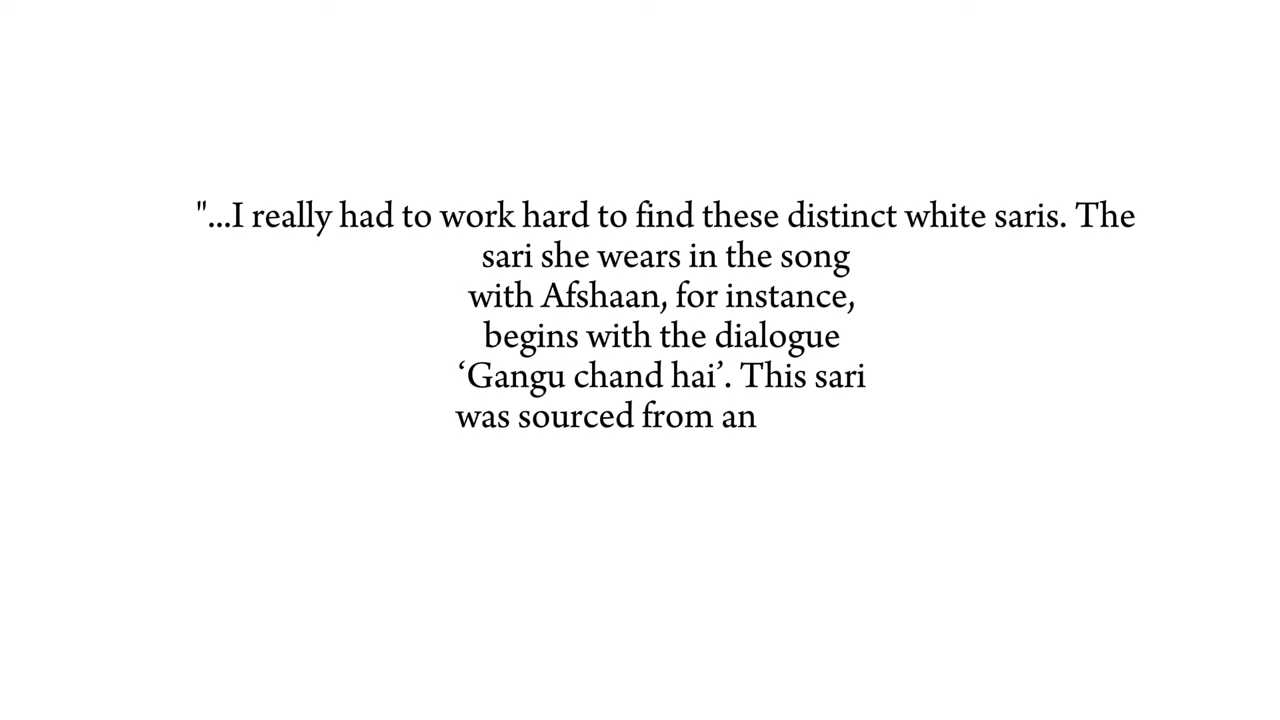 "...I really had to work hard to find these distinct white saris. The
sari she wears in the song
with Afshaan, for instance,
begins with the dialogue
‘Gangu chand hai’. This sari
was sourced from an